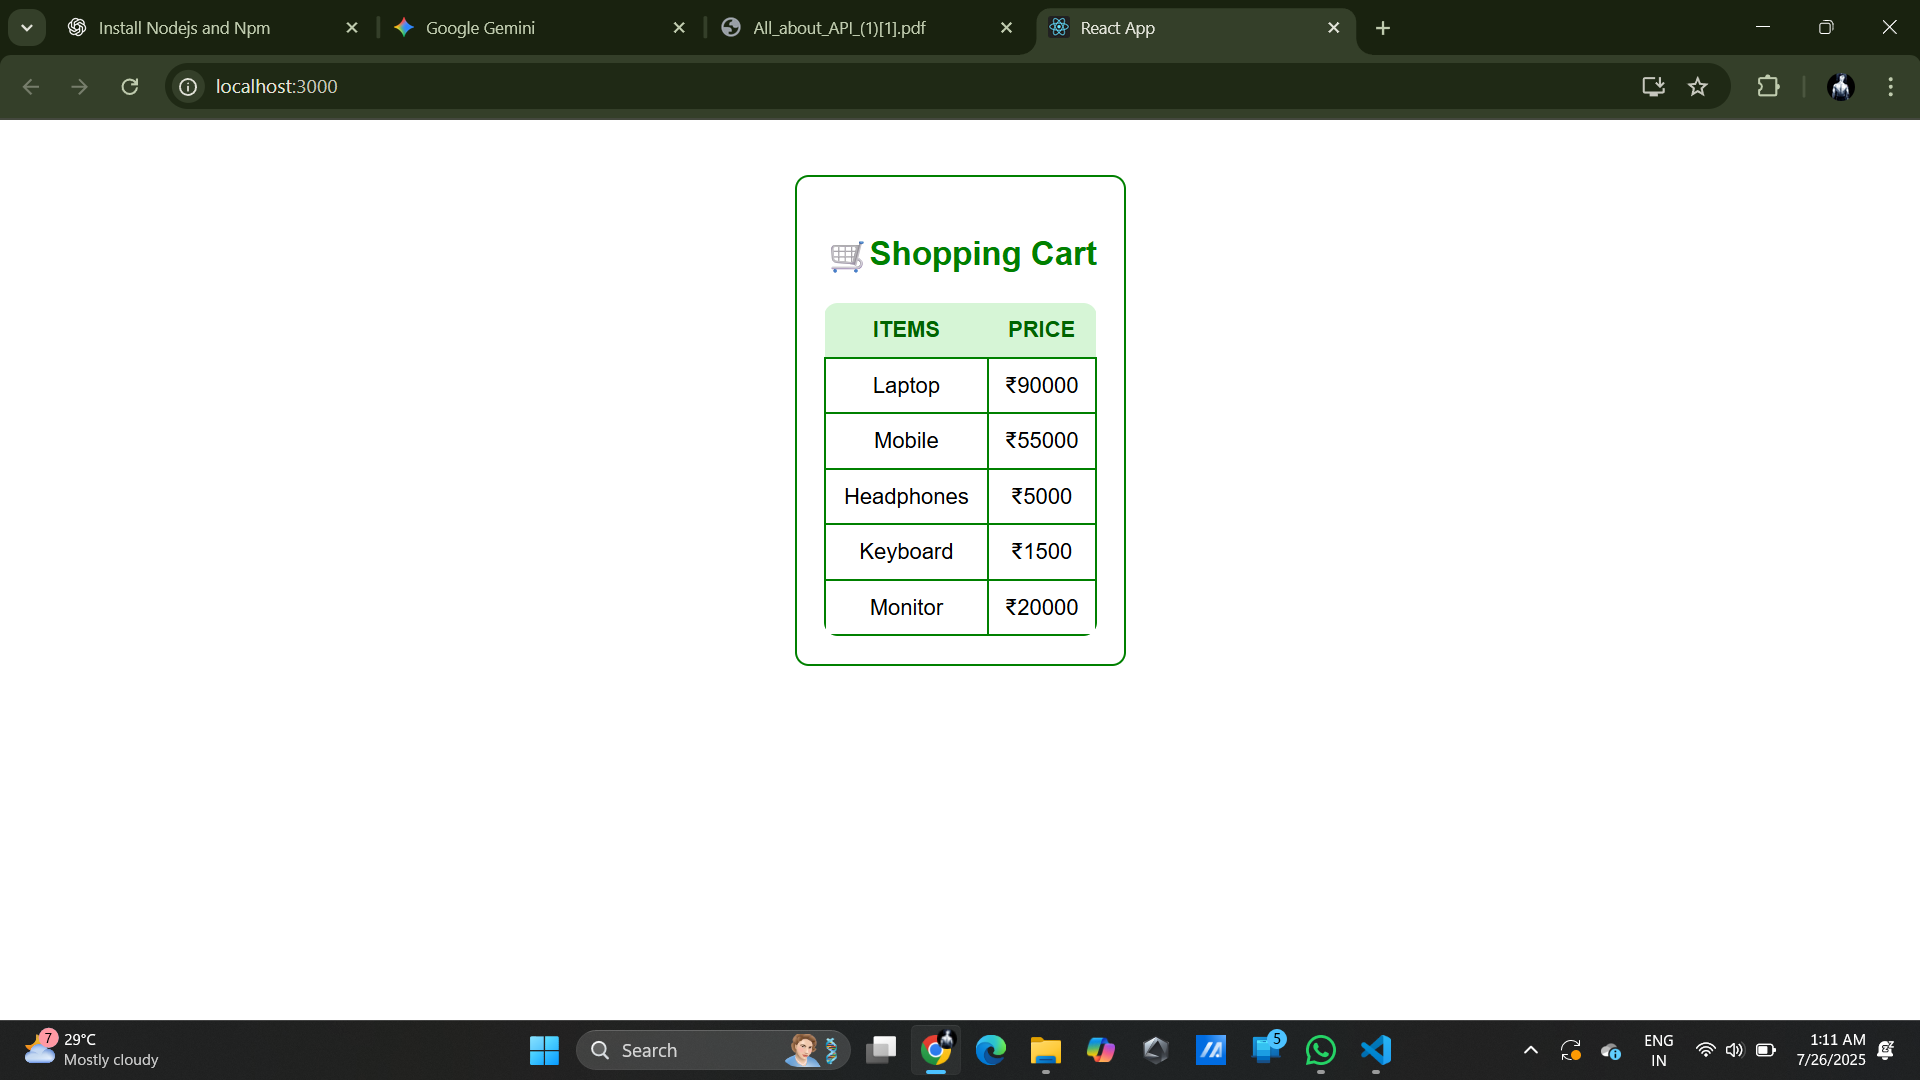 Install Nodejs and Npm
Google Gemini
All_about_API_(1)[1].pdf
React App
localhost:3000
Shopping Cart
ITEMS PRICE
Laptop ₹90000
Mobile ₹55000
Headphones ₹5000
Keyboard ₹1500
Monitor ₹20000
7
29°C
Mostly cloudy
Search
5
ENG
IN
1:11 AM
7/26/2025